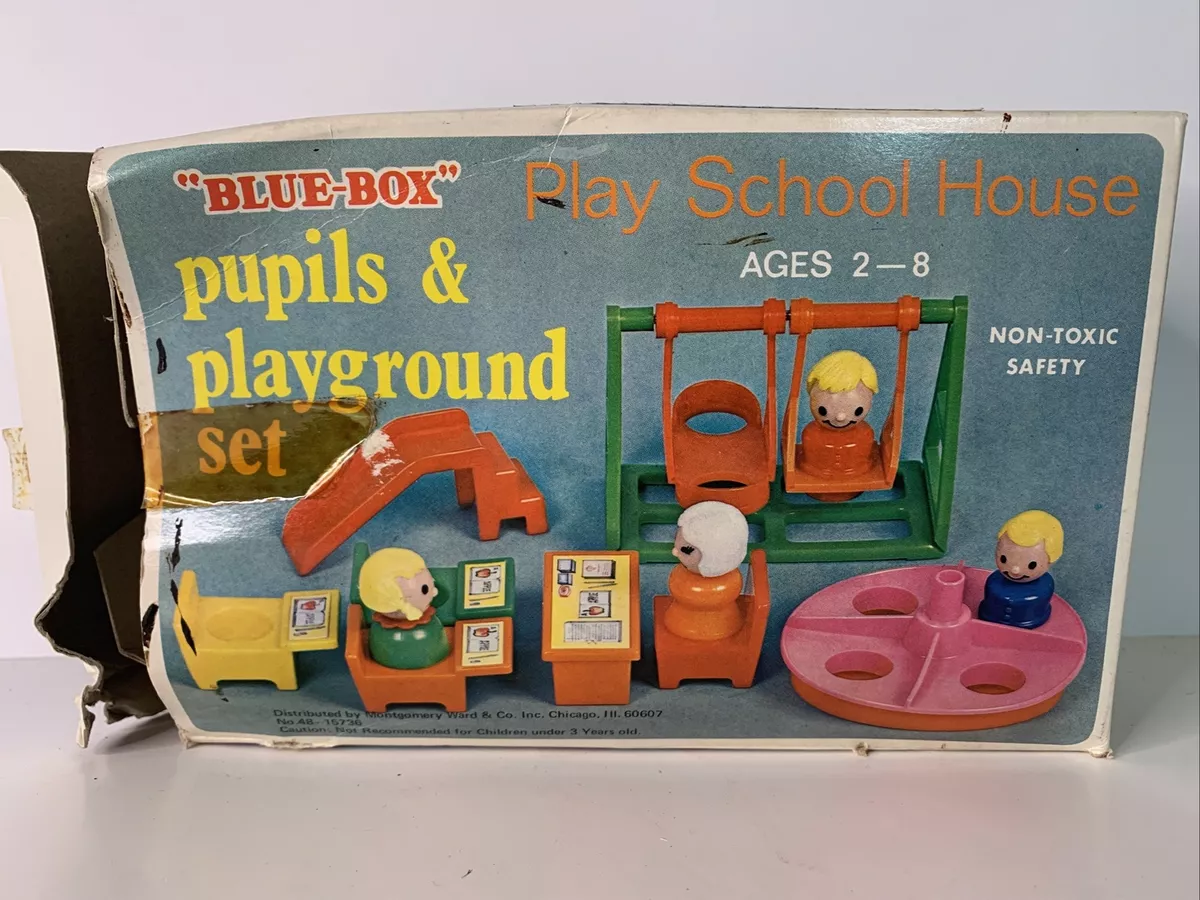 "BLUE-BOX"
Play School House
pupils &
playground
set
AGES 2—8
NON-TOXIC
SAFETY
Distributed by Montgomery Ward & Co. Inc. Chicago, Ill. 60607
No.48-15736
Caution: Not Recommended for Children under 3 Years old.